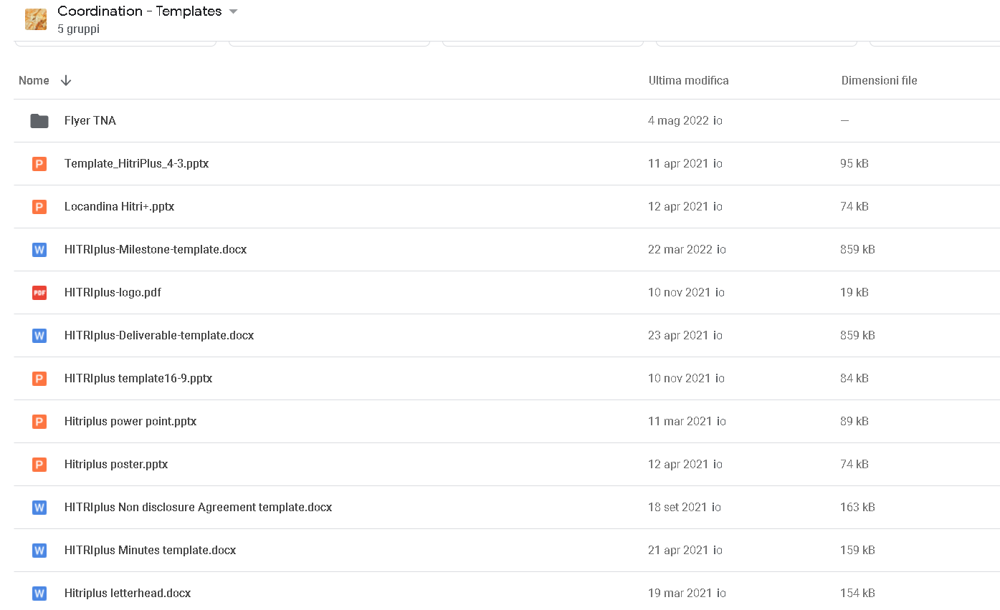 Coordination - Templates
5 gruppi
Nome Ultima modifica Dimensioni file
Flyer TNA 4 mag 2022 io —
Template_HitriPlus_4-3.pptx 11 apr 2021 io 95 kB
Locandina Hitri+.pptx 12 apr 2021 io 74 kB
HITRIplus-Milestone-template.docx 22 mar 2022 io 859 kB
HITRIplus-logo.pdf 10 nov 2021 io 19 kB
HITRIplus-Deliverable-template.docx 23 apr 2021 io 859 kB
HITRIplus template16-9.pptx 10 nov 2021 io 84 kB
Hitriplus power point.pptx 11 mar 2021 io 89 kB
Hitriplus poster.pptx 12 apr 2021 io 74 kB
HITRIplus Non disclosure Agreement template.docx 18 set 2021 io 163 kB
HITRIplus Minutes template.docx 21 apr 2021 io 159 kB
Hitriplus letterhead.docx 19 mar 2021 io 154 kB